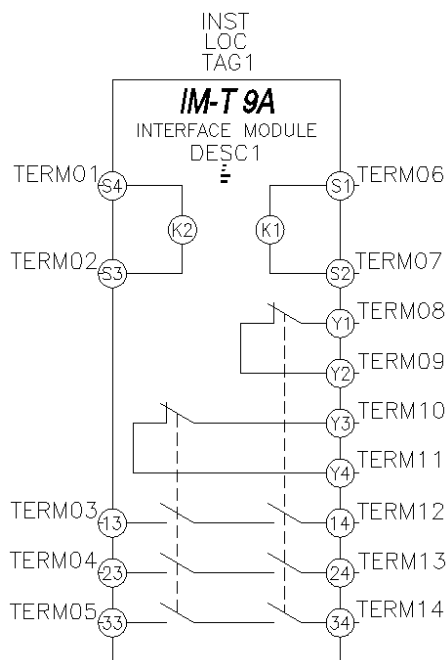 INST
LOC
TAG1
IM-T 9A
INTERFACE MODULE
DESC1
TERM01 S4 S1 TERM06
K2 K1
TERM02 S3 S2 TERM07
Y1 TERM08
Y2 TERM09
Y3 TERM10
Y4 TERM11
TERM03 13 14 TERM12
TERM04 23 24 TERM13
TERM05 33 34 TERM14